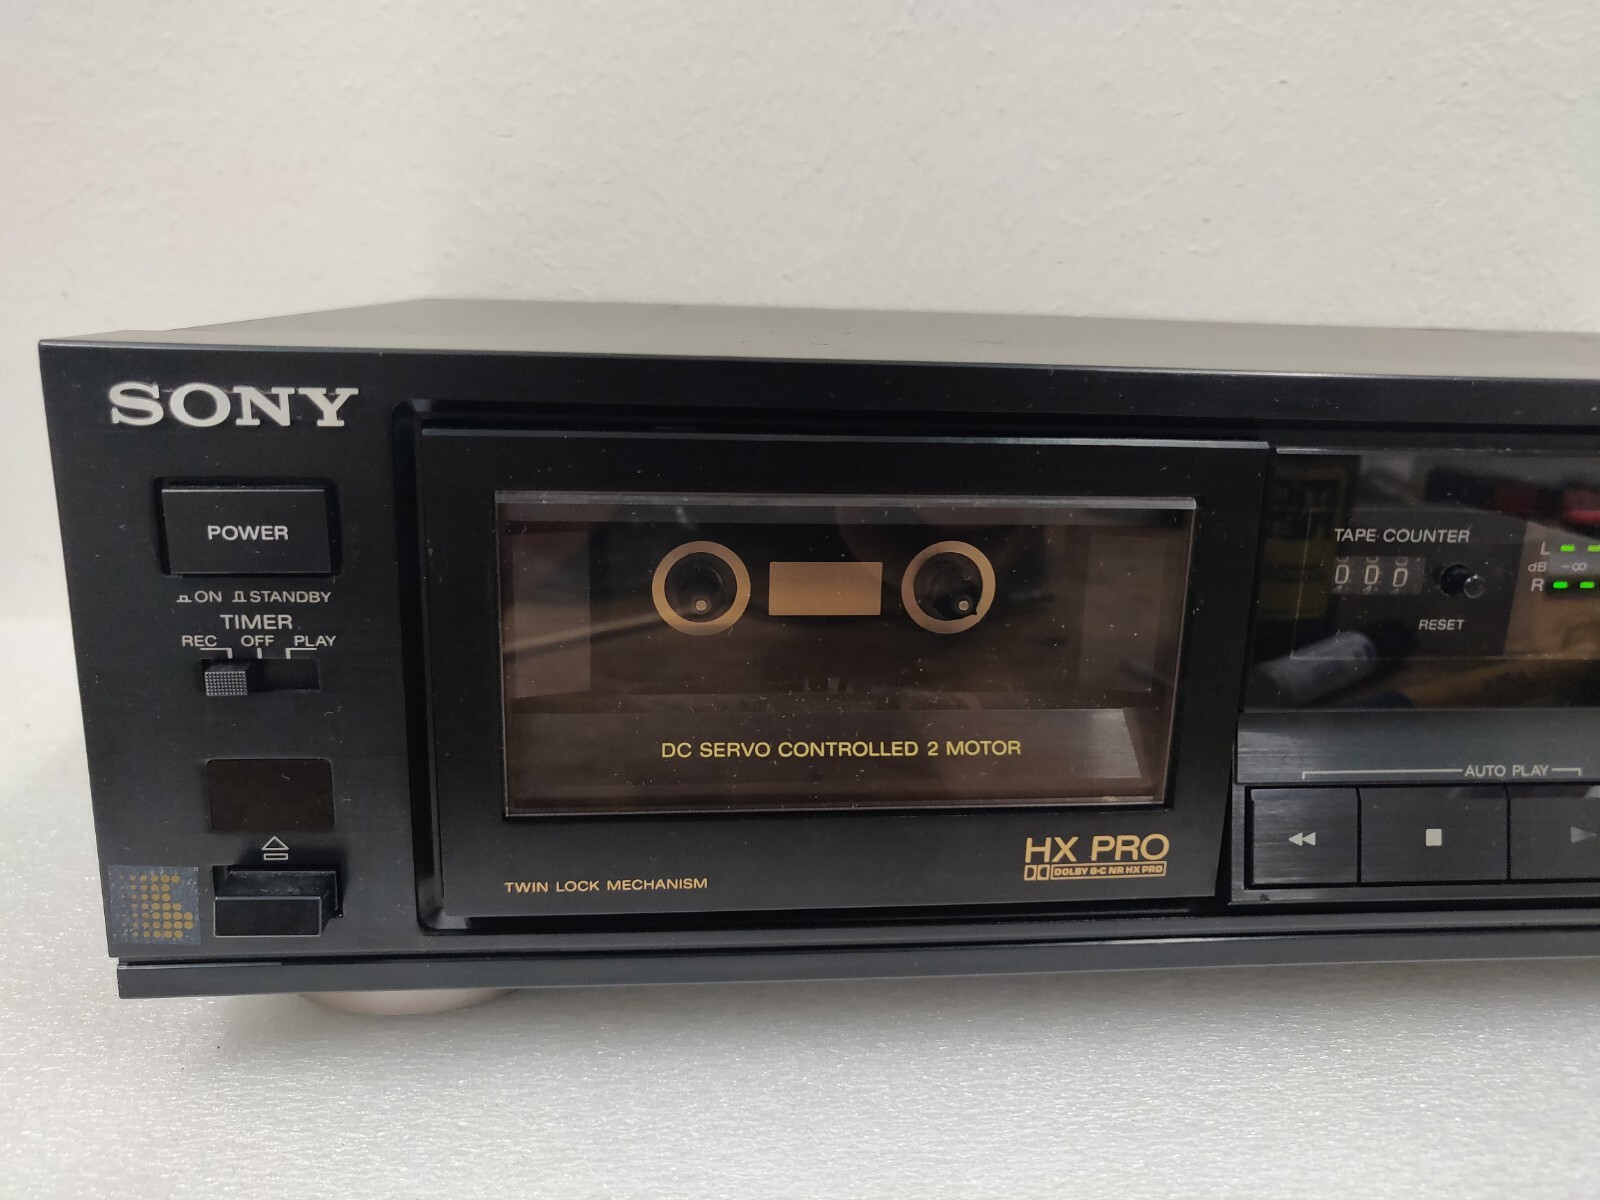 SONY
POWER
ON STANDBY
TIMER
REC OFF PLAY
DC SERVO CONTROLLED 2 MOTOR
HX PRO
DOLBY B-C NR HX PRO
TWIN LOCK MECHANISM
TAPE COUNTER
000
RESET
L
dB -∞
R
AUTO PLAY